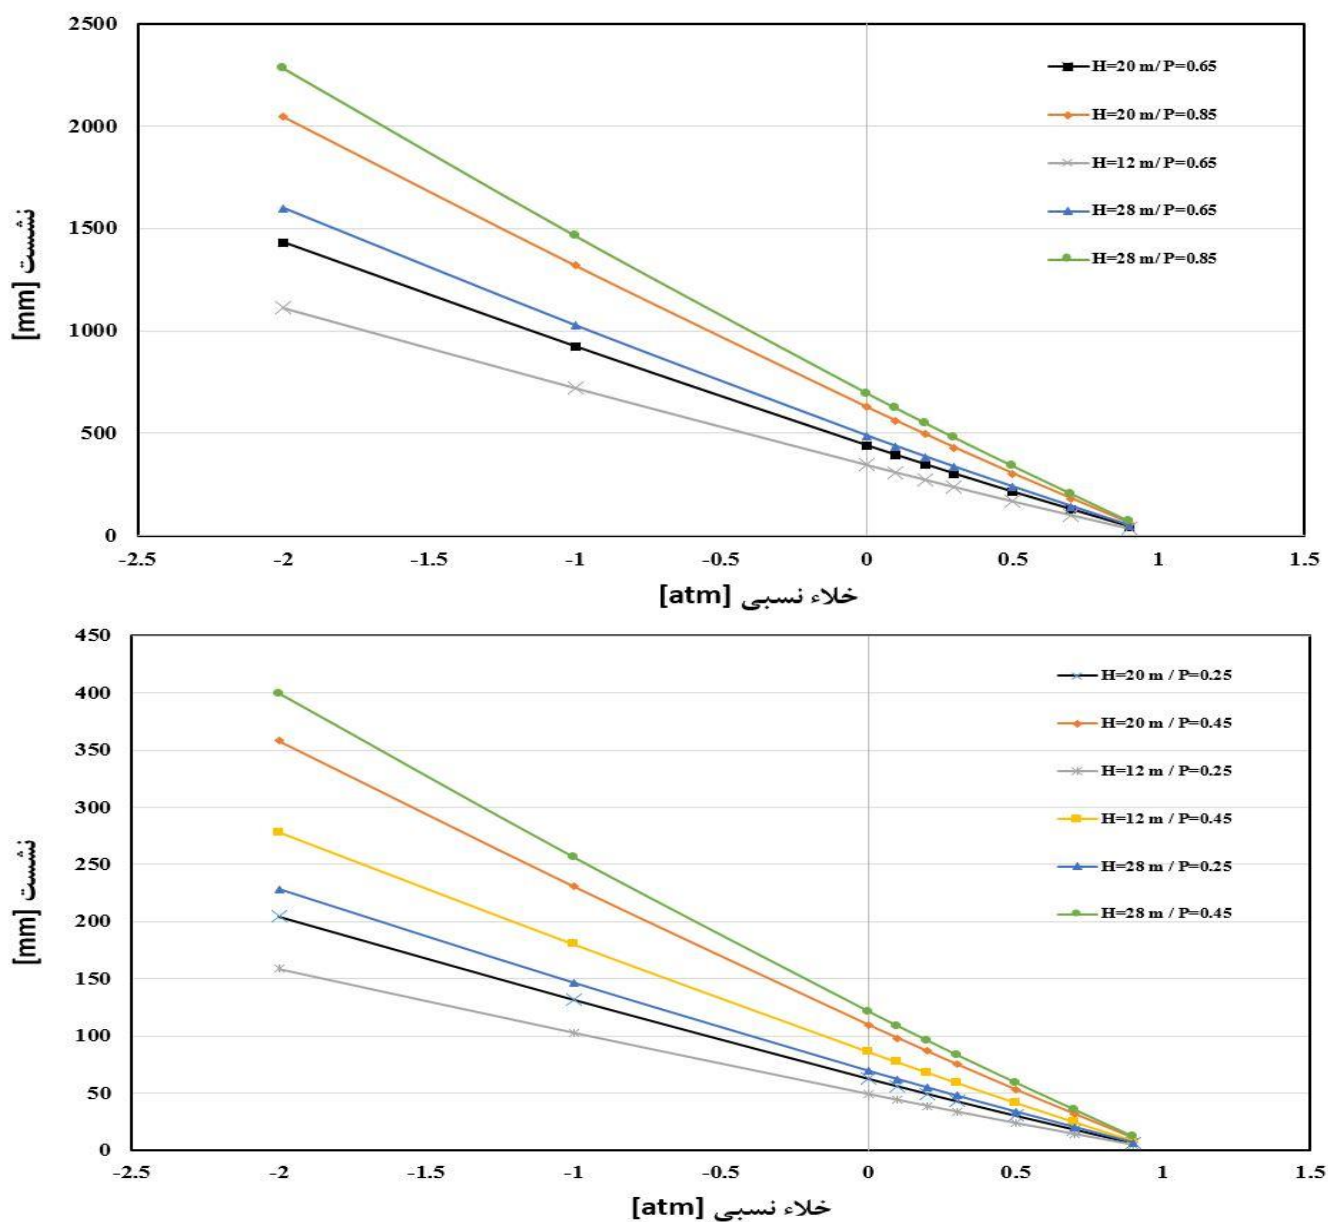 2500
2000
1500
1000
500
0
-2.5
-2
-1.5
-1
-0.5
0
0.5
1
1.5
نشست [mm]
خلاء نسبی [atm]
H=20 m/ P=0.65
H=20 m/ P=0.85
H=12 m/ P=0.65
H=28 m/ P=0.65
H=28 m/ P=0.85
450
400
350
300
250
200
150
100
50
0
-2.5
-2
-1.5
-1
-0.5
0
0.5
1
1.5
نشست [mm]
خلاء نسبی [atm]
H=20 m / P=0.25
H=20 m / P=0.45
H=12 m / P=0.25
H=12 m / P=0.45
H=28 m / P=0.25
H=28 m / P=0.45